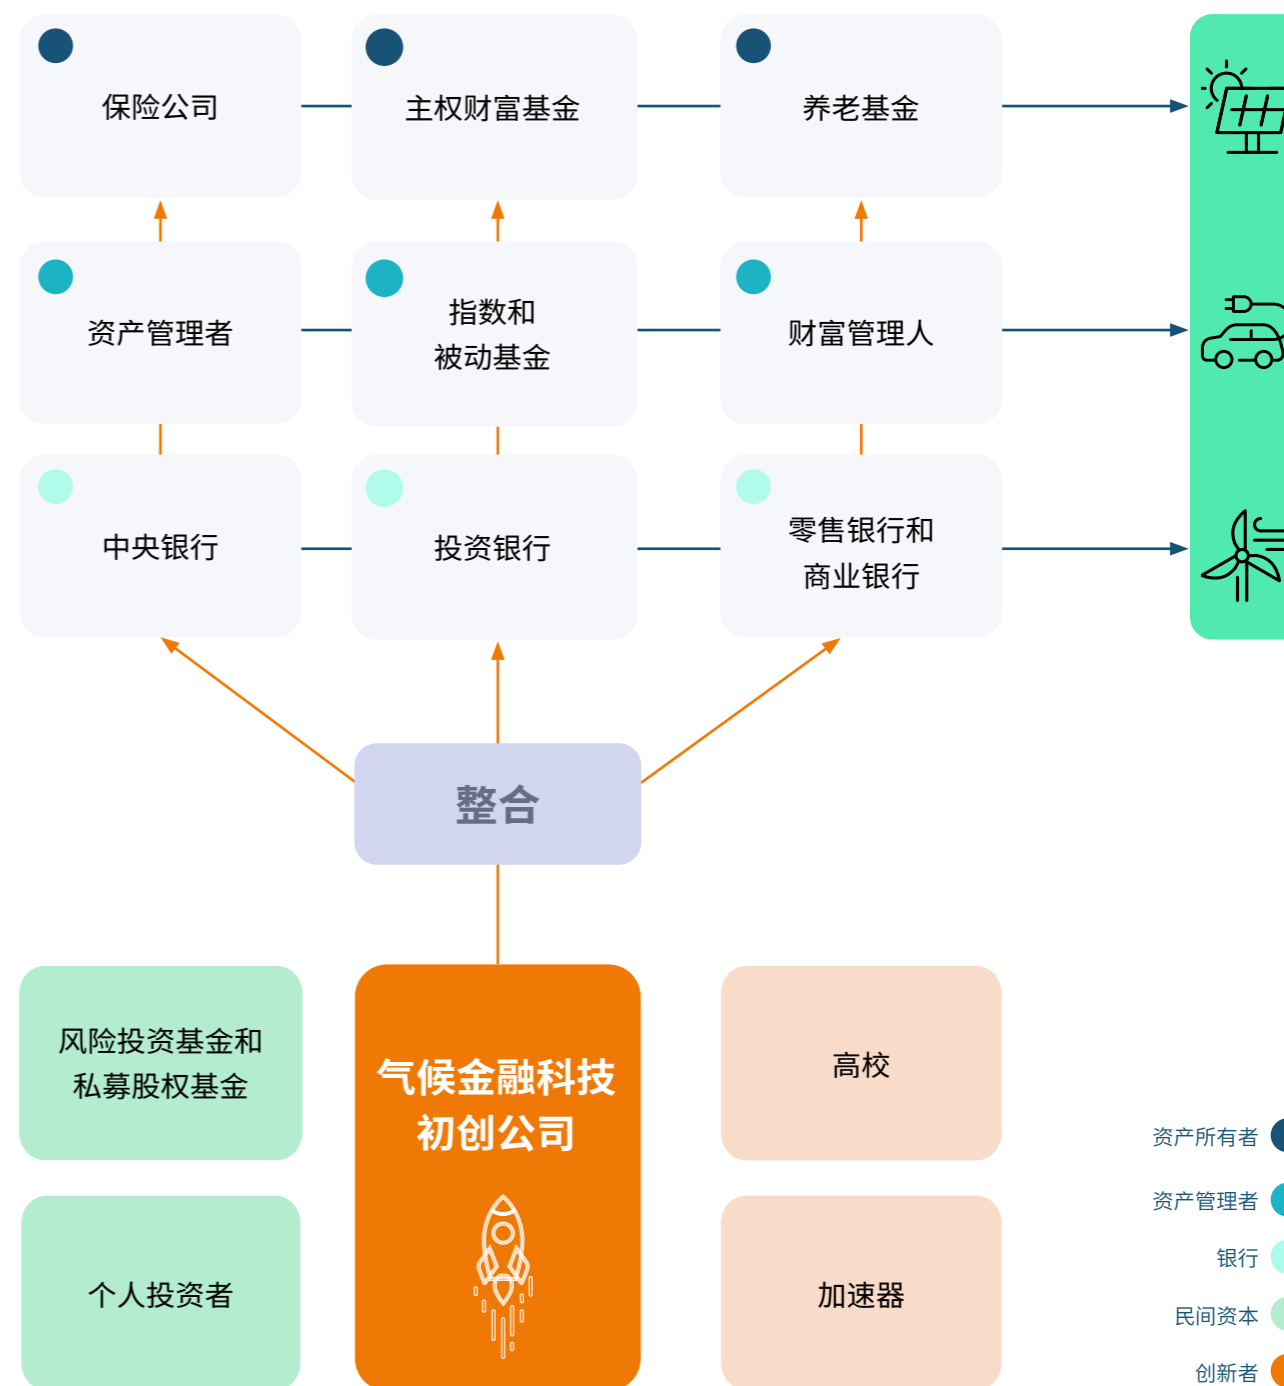 保险公司
主权财富基金
养老基金
资产管理者
指数和
被动基金
财富管理人
中央银行
投资银行
零售银行和
商业银行
整合
风险投资基金和
私募股权基金
气候金融科技
初创公司
高校
个人投资者
加速器
资产所有者
资产管理者
银行
民间资本
创新者